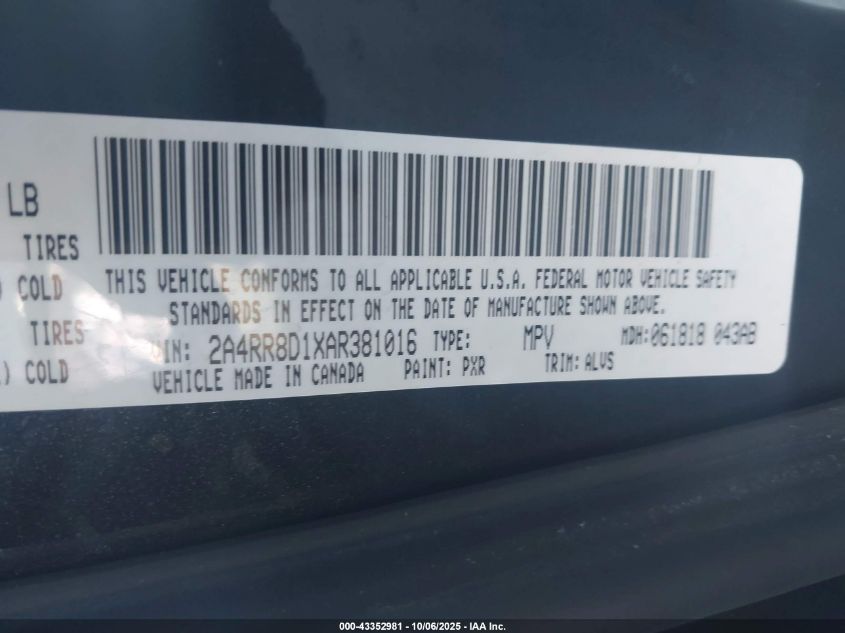 LB
TIRES
COLD
TIRES
) COLD
THIS VEHICLE CONFORMS TO ALL APPLICABLE U.S.A. FEDERAL MOTOR VEHICLE SAFETY
STANDARDS IN EFFECT ON THE DATE OF MANUFACTURE SHOWN ABOVE.
VIN: 2A4RR8D1XAR381016 TYPE: MPV MDH:061818 043AB
VEHICLE MADE IN CANADA PAINT: PXR TRIM: ALVS
000-43352981 - 10/06/2025 - IAA Inc.